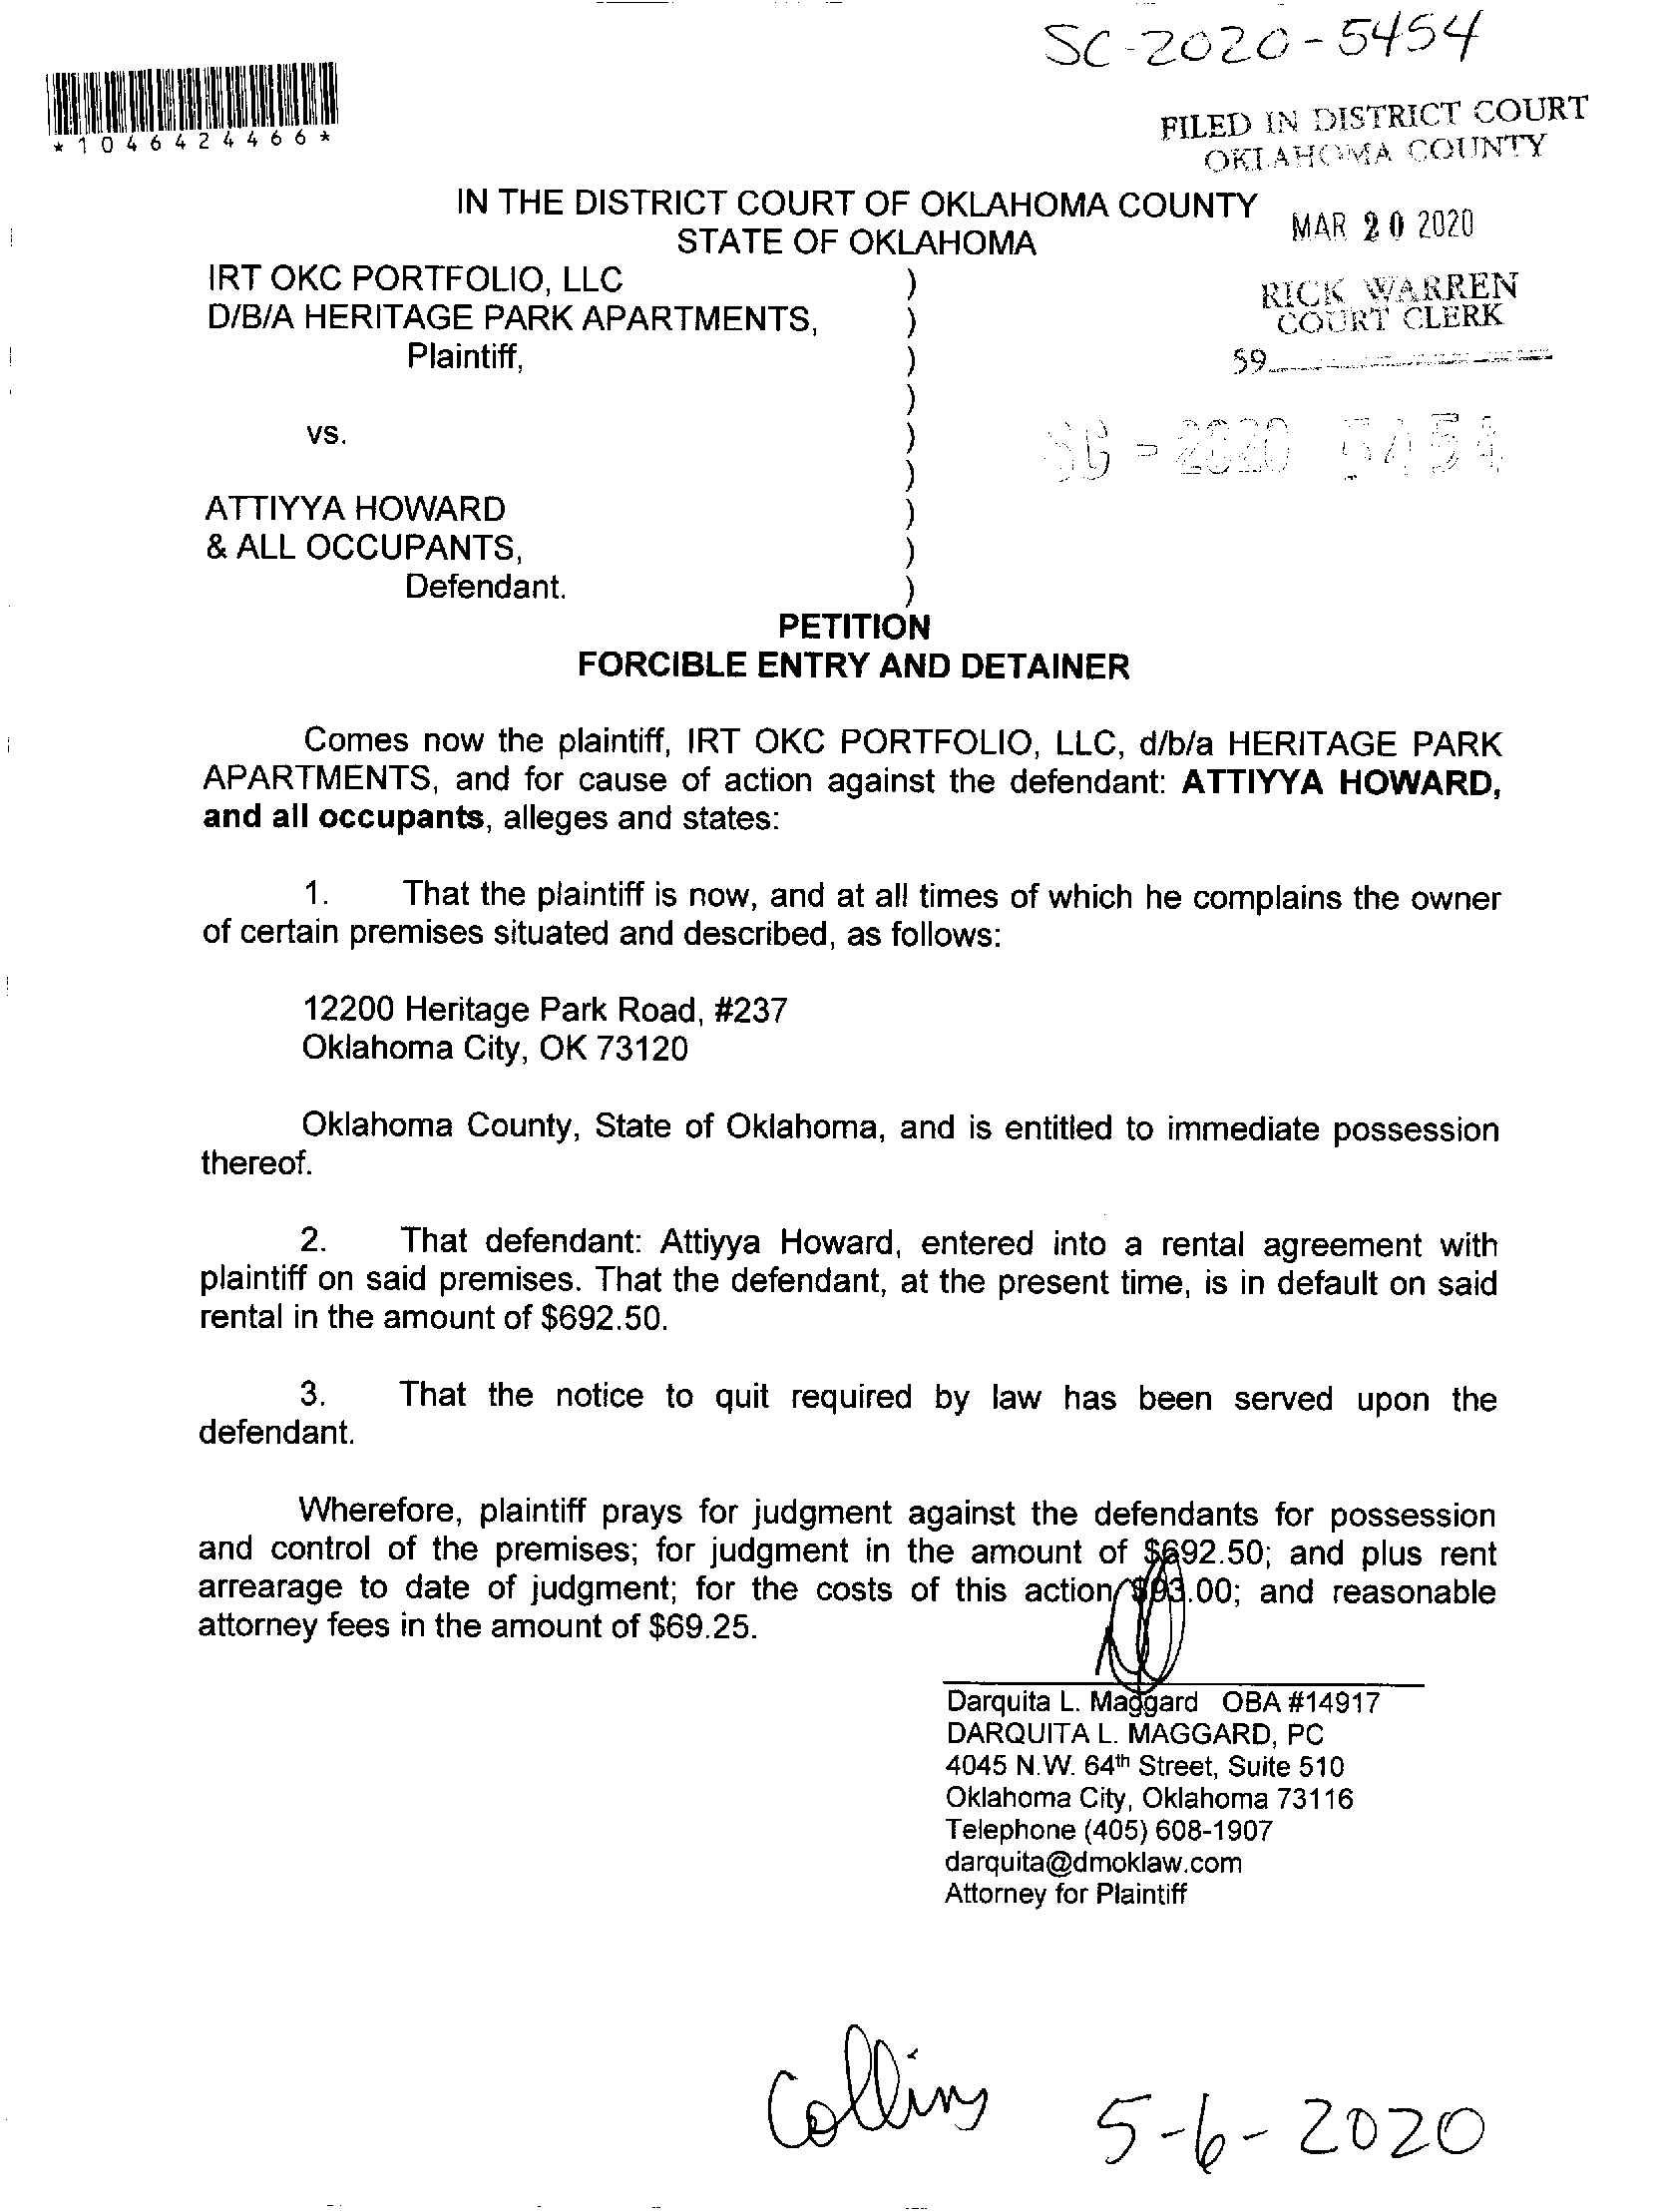 SC-2020-5454
*1046424466*
FILED IN DISTRICT COURT
OKLAHOMA COUNTY
IN THE DISTRICT COURT OF OKLAHOMA COUNTY
STATE OF OKLAHOMA
MAR 20 2020
IRT OKC PORTFOLIO, LLC )
D/B/A HERITAGE PARK APARTMENTS, )
Plaintiff, )
RICK WARREN
COURT CLERK
59
)
vs. )
SC - 2020 5454
)
ATTIYYA HOWARD )
& ALL OCCUPANTS, )
Defendant. )
PETITION
FORCIBLE ENTRY AND DETAINER
Comes now the plaintiff, IRT OKC PORTFOLIO, LLC, d/b/a HERITAGE PARK
APARTMENTS, and for cause of action against the defendant: ATTIYYA HOWARD,
and all occupants, alleges and states:
1. That the plaintiff is now, and at all times of which he complains the owner
of certain premises situated and described, as follows:
12200 Heritage Park Road, #237
Oklahoma City, OK 73120
Oklahoma County, State of Oklahoma, and is entitled to immediate possession
thereof.
2. That defendant: Attiyya Howard, entered into a rental agreement with
plaintiff on said premises. That the defendant, at the present time, is in default on said
rental in the amount of $692.50.
3. That the notice to quit required by law has been served upon the
defendant.
Wherefore, plaintiff prays for judgment against the defendants for possession
and control of the premises; for judgment in the amount of $692.50; and plus rent
arrearage to date of judgment; for the costs of this action $93.00; and reasonable
attorney fees in the amount of $69.25.
Darquita L. Maggard OBA #14917
DARQUITA L. MAGGARD, PC
4045 N.W. 64th Street, Suite 510
Oklahoma City, Oklahoma 73116
Telephone (405) 608-1907
darquita@dmoklaw.com
Attorney for Plaintiff
Collins 5-6-2020